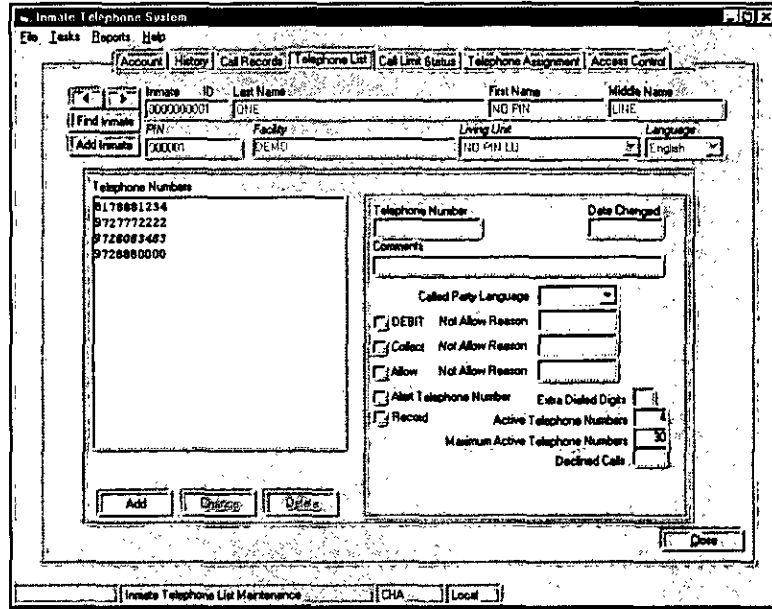 Inmate Telephone System
File Tasks Reports Help
Account History Call Records Telephone List Call Limit Status Telephone Assignment Access Control
Inmate ID Last Name First Name Middle Name
0000000001 ONE NO PIN LINE
Find Inmate
PIN Facility Living Unit Language
Add Inmate 000001 DEMO NO PIN LU English
Telephone Numbers
8178881234
9727772222
9728880000
Telephone Number Date Changed
Comments
Called Party Language
DEBIT Not Allow Reason
Collect Not Allow Reason
Allow Not Allow Reason
Alert Telephone Number Extra Dialed Digits
Record Active Telephone Numbers 4
Maximum Active Telephone Numbers 30
Declined Calls
Add Change Delete
Close
Inmate Telephone List Maintenance CHA Local